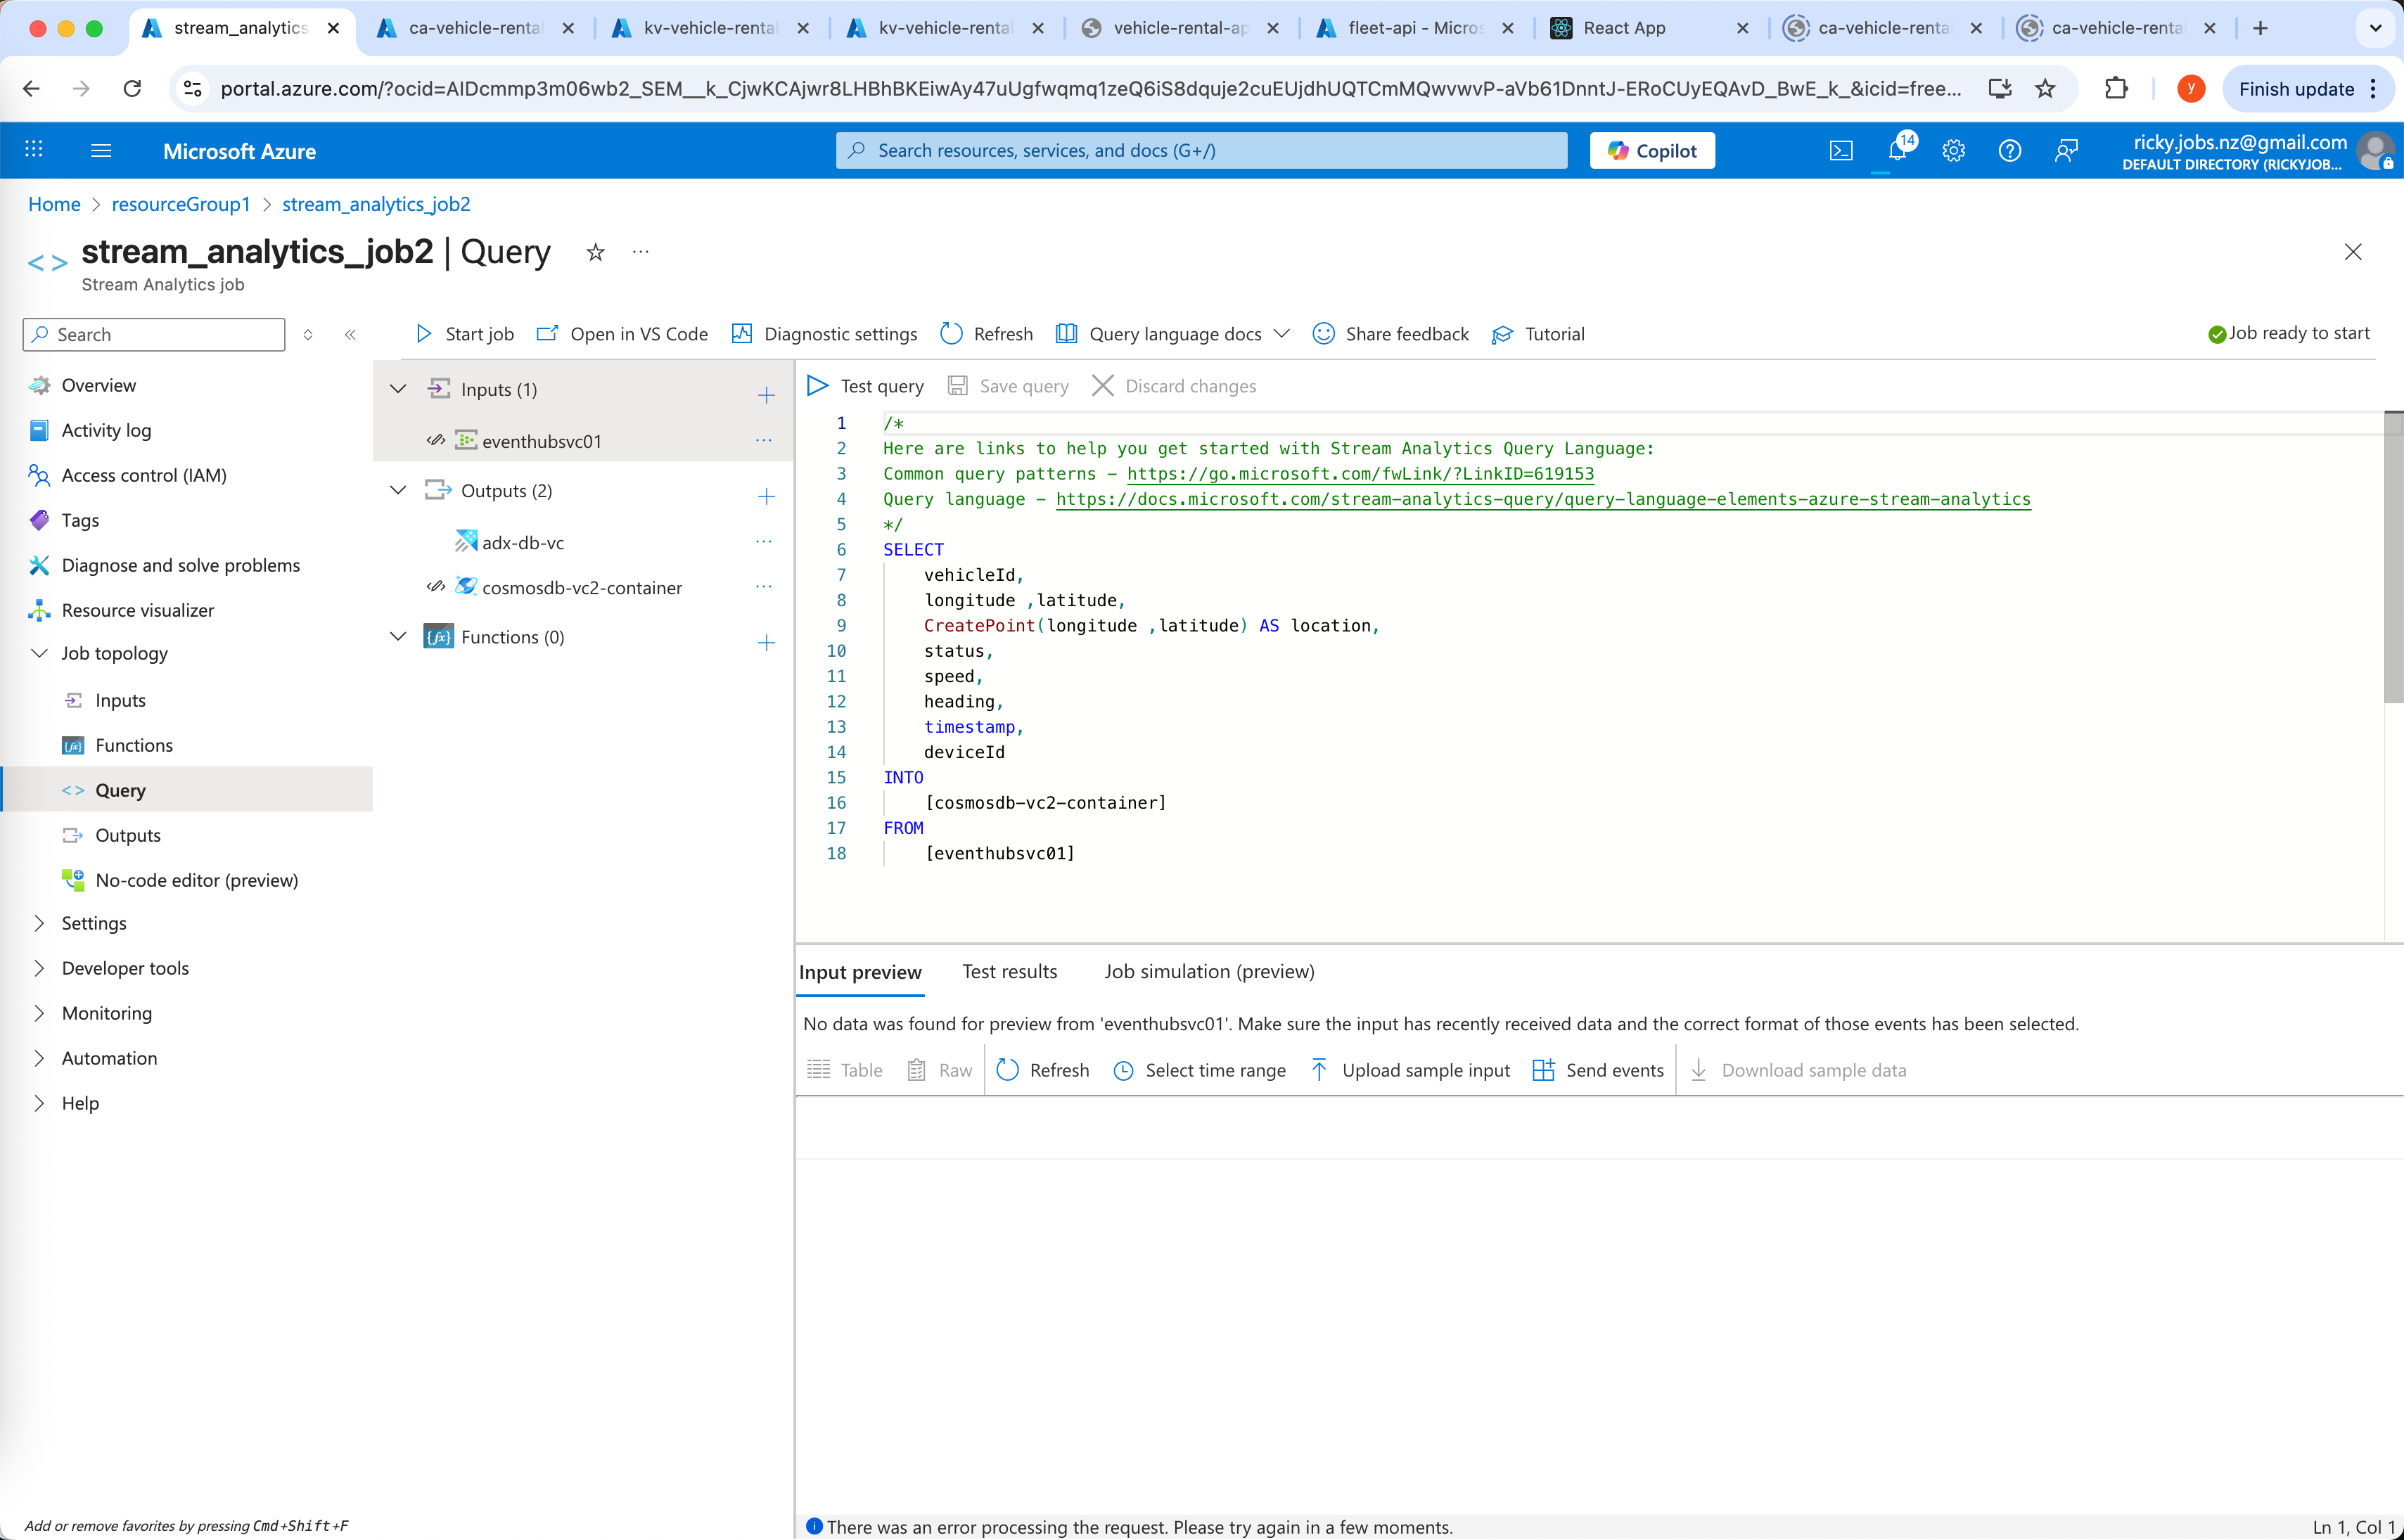 stream_analytics
ca-vehicle-rental
kv-vehicle-rental
kv-vehicle-rental
vehicle-rental-ap
fleet-api - Micros
React App
ca-vehicle-renta
ca-vehicle-renta
portal.azure.com/?ocid=AIDcmmp3m06wb2_SEM__k_CjwKCAjwr8LHBhBKEiwAy47uUgfwqmq1zeQ6iS8dquje2cuEUjdhUQTCmMQwvwvP-aVb61DnntJ-ERoCUyEQAvD_BwE_k_&icid=free...
y
Finish update
Microsoft Azure
Search resources, services, and docs (G+/)
Copilot
14
ricky.jobs.nz@gmail.com
DEFAULT DIRECTORY (RICKYJOB...
Home > resourceGroup1 > stream_analytics_job2
stream_analytics_job2 | Query
Stream Analytics job
Search
Start job
Open in VS Code
Diagnostic settings
Refresh
Query language docs
Share feedback
Tutorial
Job ready to start
Overview
Activity log
Access control (IAM)
Tags
Diagnose and solve problems
Resource visualizer
Job topology
Inputs
Functions
Query
Outputs
No-code editor (preview)
Settings
Developer tools
Monitoring
Automation
Help
Add or remove favorites by pressing Cmd+Shift+F
Inputs (1)
eventhubsvc01
Outputs (2)
adx-db-vc
cosmosdb-vc2-container
Functions (0)
Test query
Save query
Discard changes
1 /*
2 Here are links to help you get started with Stream Analytics Query Language:
3 Common query patterns - https://go.microsoft.com/fwLink/?LinkID=619153
4 Query language - https://docs.microsoft.com/stream-analytics-query/query-language-elements-azure-stream-analytics
5 */
6 SELECT
7 vehicleId,
8 longitude ,latitude,
9 CreatePoint(longitude ,latitude) AS location,
10 status,
11 speed,
12 heading,
13 timestamp,
14 deviceId
15 INTO
16 [cosmosdb-vc2-container]
17 FROM
18 [eventhubsvc01]
Input preview
Test results
Job simulation (preview)
No data was found for preview from 'eventhubsvc01'. Make sure the input has recently received data and the correct format of those events has been selected.
Table
Raw
Refresh
Select time range
Upload sample input
Send events
Download sample data
There was an error processing the request. Please try again in a few moments.
Ln 1, Col 1